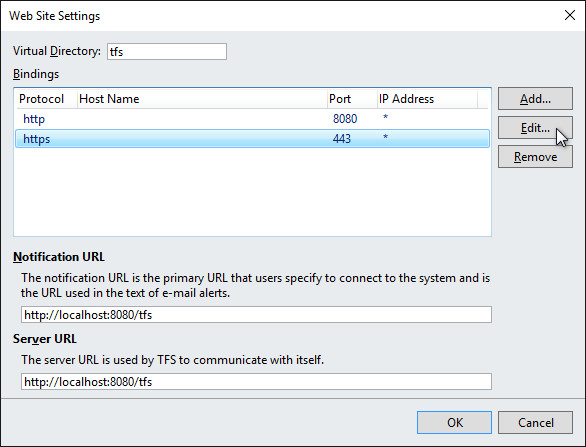 Web Site Settings
Virtual Directory: tfs
Bindings
Protocol Host Name Port IP Address
http 8080 *
https 443 *
Add...
Edit...
Remove
Notification URL
The notification URL is the primary URL that users specify to connect to the system and is
the URL used in the text of e-mail alerts.
http://localhost:8080/tfs
Server URL
The server URL is used by TFS to communicate with itself.
http://localhost:8080/tfs
OK Cancel